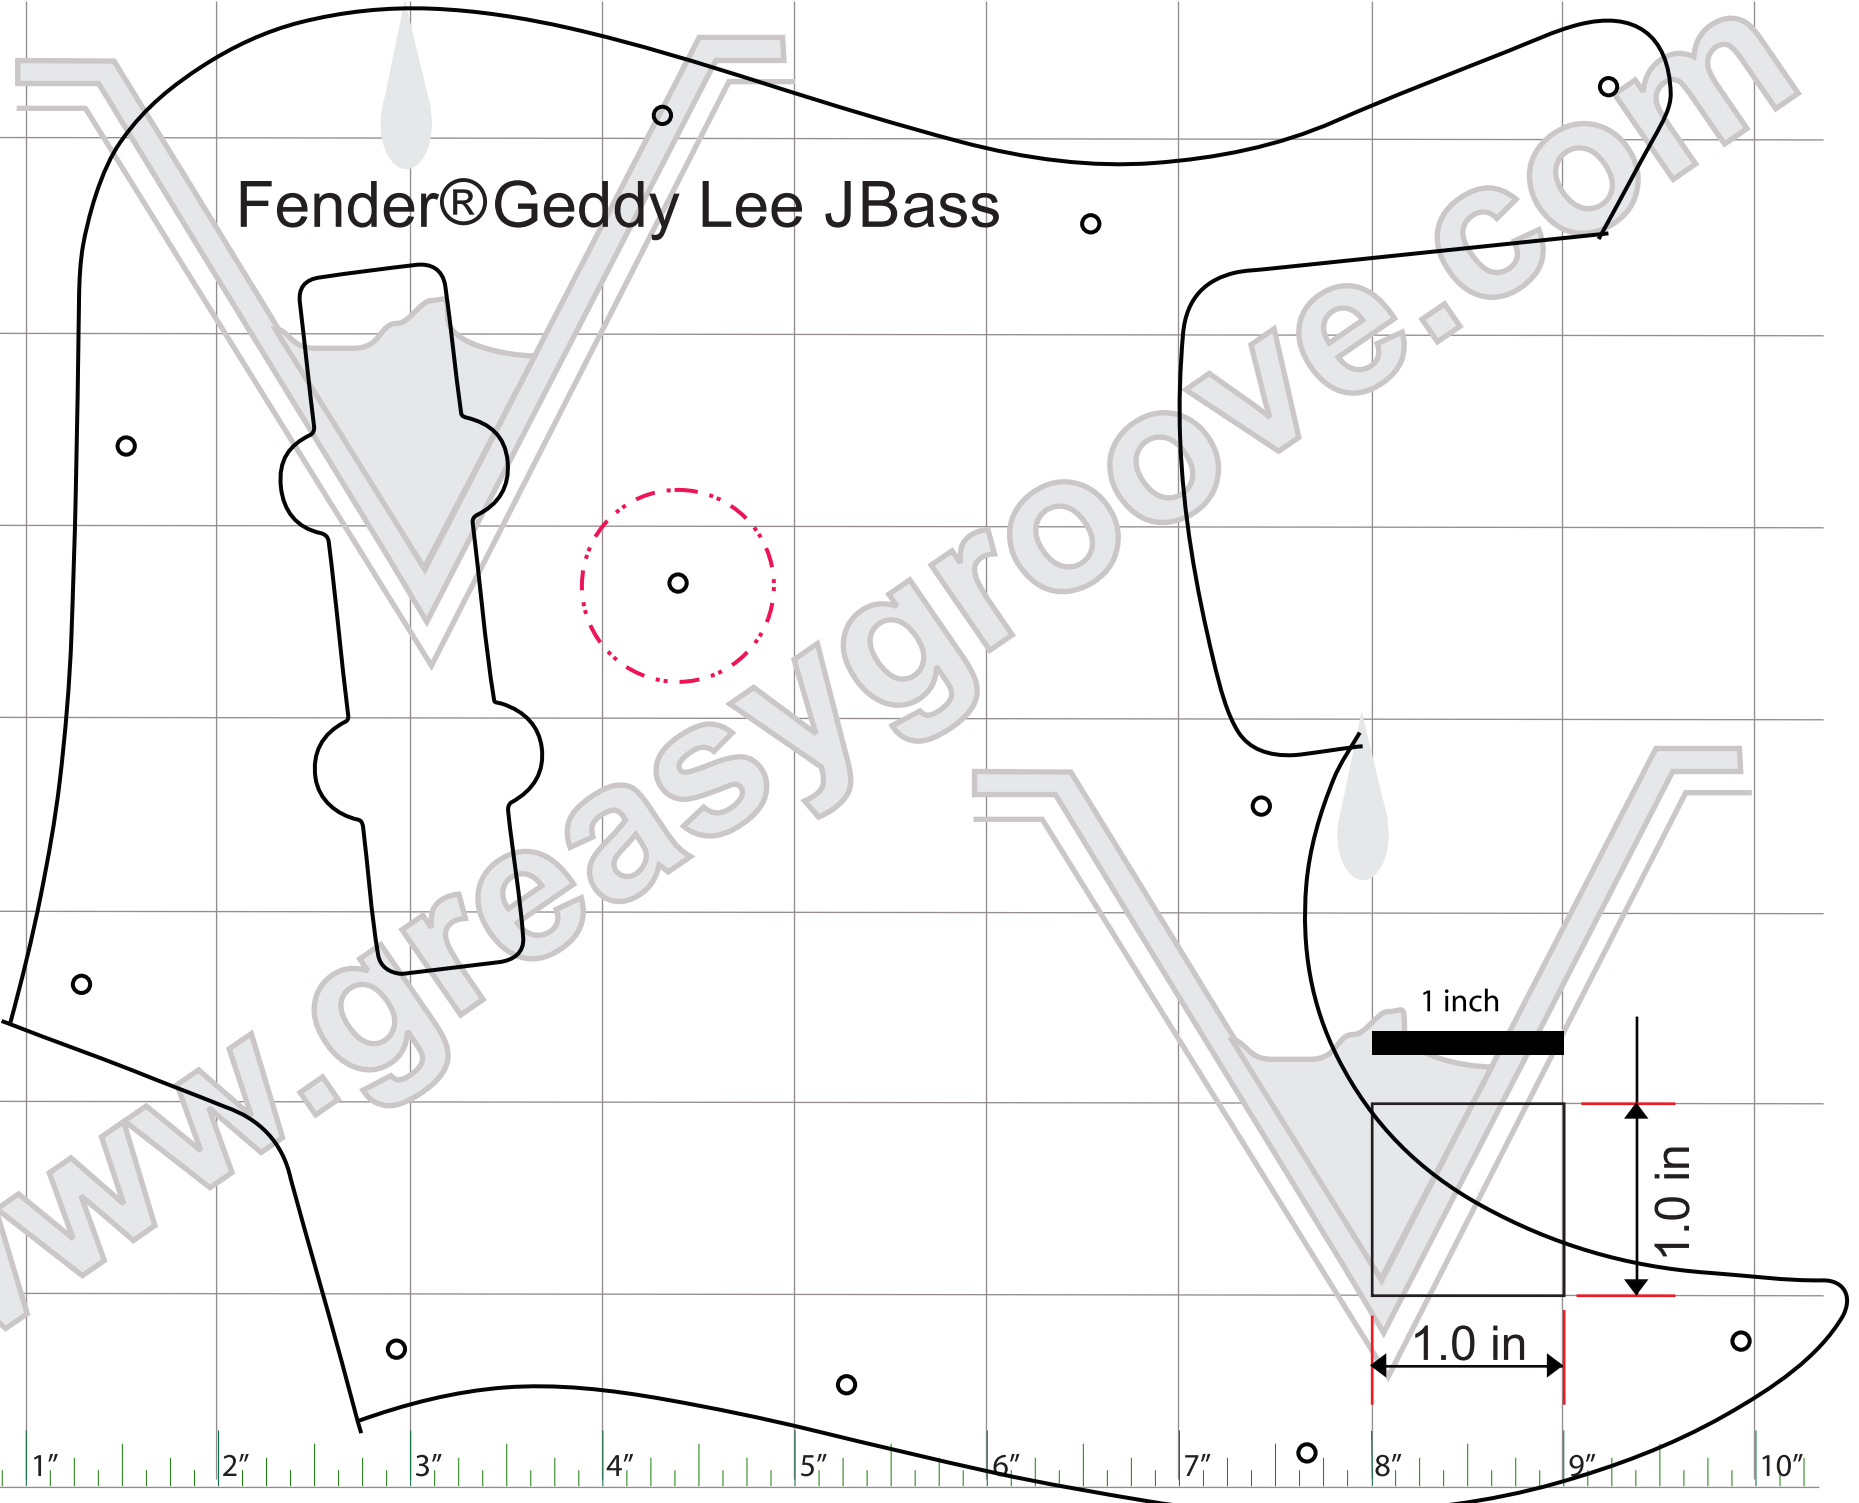 Fender®Geddy Lee JBass
www.greasygroove.com
1 inch
1.0 in
1.0 in
1″ 2″ 3″ 4″ 5″ 6″ 7″ 8″ 9″ 10″